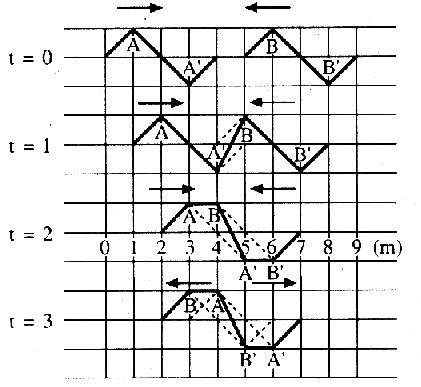 t = 0
A A' B B'
t = 1
A A' B B'
t = 2
A B
0 1 2 3 4 5 6 7 8 9 (m)
A' B'
t = 3
B A
B' A'